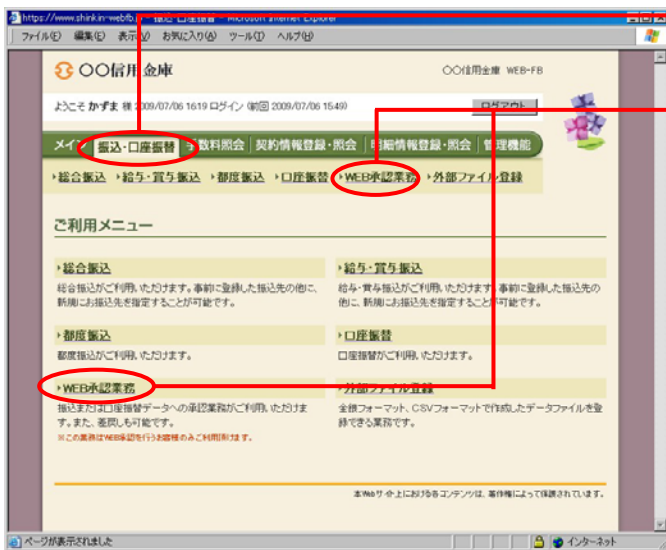 https://www.shinkin-webfb.jp - 振込・口座振替 - Microsoft Internet Explorer
ファイル(F) 編集(E) 表示(V) お気に入り(A) ツール(T) ヘルプ(H)
〇〇信用金庫
〇〇信用金庫 WEB-FB
ようこそ かずま 様 2009/07/06 1619 ログイン (前回 2009/07/06 1549)
ログアウト
メイン 振込・口座振替 手数料照会 契約情報登録・照会 明細情報登録・照会 管理機能
総合振込 給与・賞与振込 都度振込 口座振替 WEB承認業務 外部ファイル登録
ご利用メニュー
総合振込
総合振込がご利用いただけます。事前に登録した振込先の他に、
新規にお振込先を指定することが可能です。
給与・賞与振込
給与・賞与振込がご利用いただけます。事前に登録した振込先の
他に、新規にお振込先を指定することが可能です。
都度振込
都度振込がご利用いただけます。
口座振替
口座振替がご利用いただけます。
WEB承認業務
振込または口座振替データへの承認業務がご利用いただけま
す。また、差戻しも可能です。
※この業務はWEB承認を行うお客様のみご利用頂けます。
外部ファイル登録
全銀フォーマット、CSVフォーマットで作成したデータファイルを登
録できる業務です。
本Webサイト上における各コンテンツは、著作権によって保護されています。
ページが表示されました
インターネット